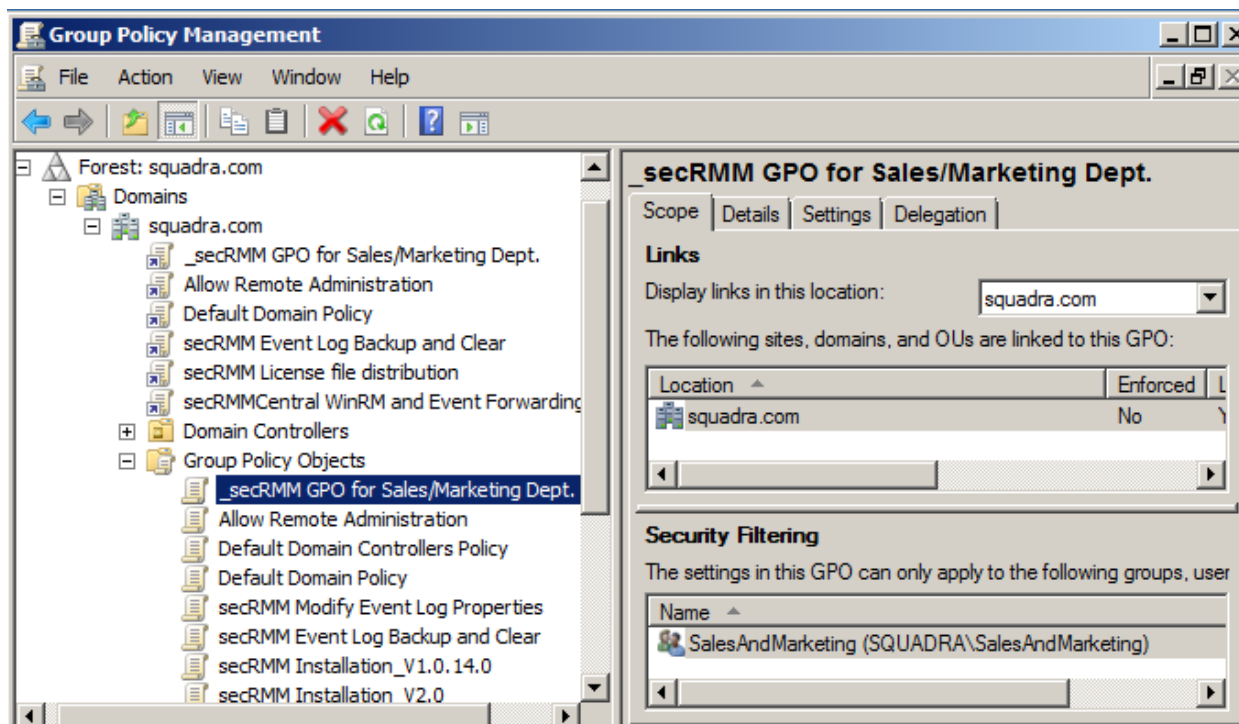 Group Policy Management
File Action View Window Help
Forest: squadra.com
Domains
squadra.com
_secRMM GPO for Sales/Marketing Dept.
Allow Remote Administration
Default Domain Policy
secRMM Event Log Backup and Clear
secRMM License file distribution
secRMMCentral WinRM and Event Forwarding
Domain Controllers
Group Policy Objects
_secRMM GPO for Sales/Marketing Dept.
Allow Remote Administration
Default Domain Controllers Policy
Default Domain Policy
secRMM Modify Event Log Properties
secRMM Event Log Backup and Clear
secRMM Installation_V1.0.14.0
secRMM Installation_V2.0
_secRMM GPO for Sales/Marketing Dept.
Scope Details Settings Delegation
Links
Display links in this location: squadra.com
The following sites, domains, and OUs are linked to this GPO:
Location Enforced L
squadra.com No Y
Security Filtering
The settings in this GPO can only apply to the following groups, user
Name
SalesAndMarketing (SQUADRA\SalesAndMarketing)